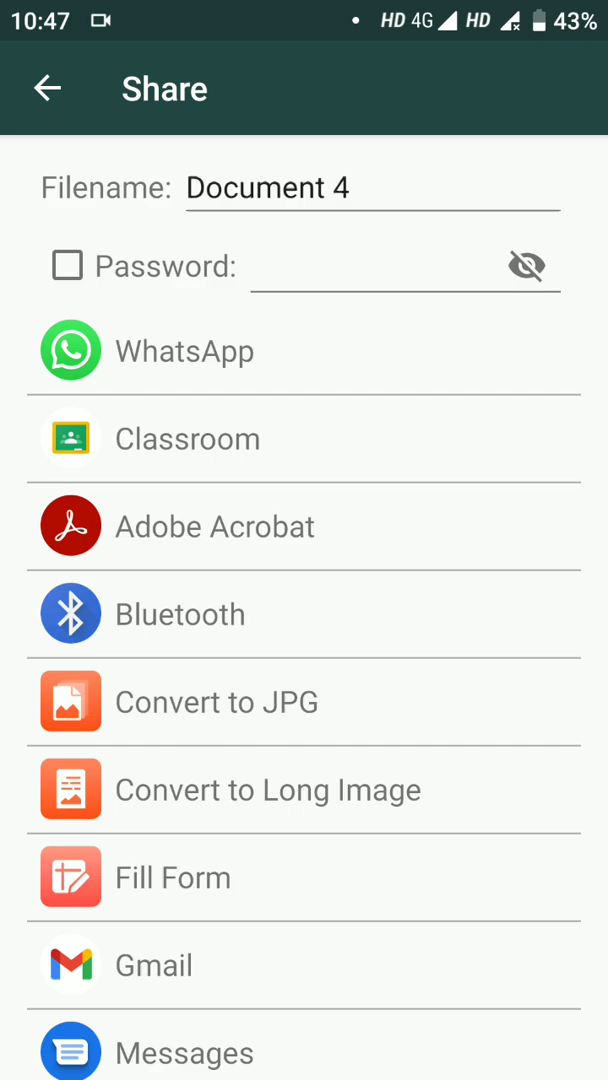 10:47 HD 4G HD 43%
Share
Filename: Document 4
Password:
WhatsApp
Classroom
Adobe Acrobat
Bluetooth
Convert to JPG
Convert to Long Image
Fill Form
Gmail
Messages